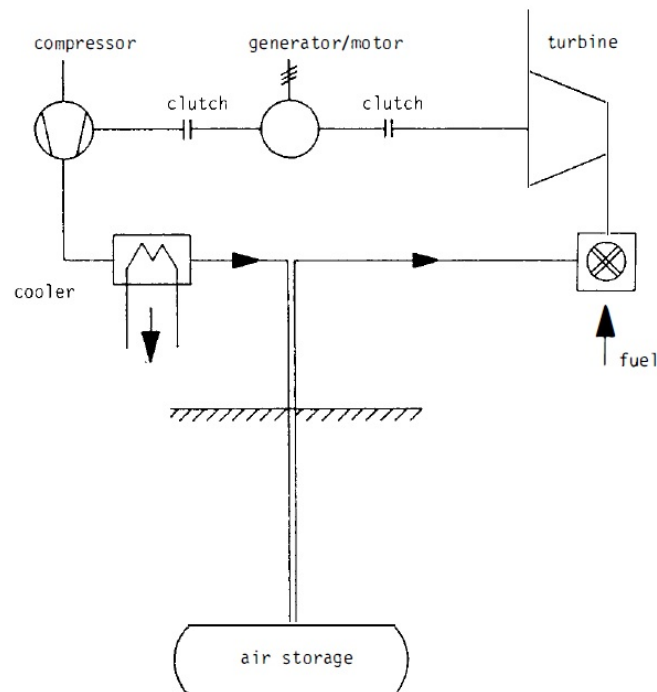 compressor
generator/motor
turbine
clutch
clutch
cooler
fuel
air storage